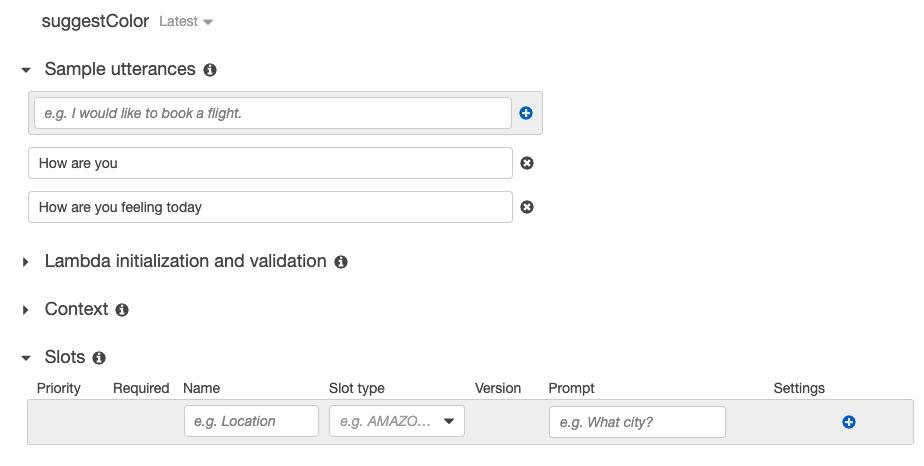 suggestColor Latest
Sample utterances
e.g. I would like to book a flight.
How are you
How are you feeling today
Lambda initialization and validation
Context
Slots
Priority Required Name Slot type Version Prompt Settings
e.g. Location e.g. AMAZO... e.g. What city?